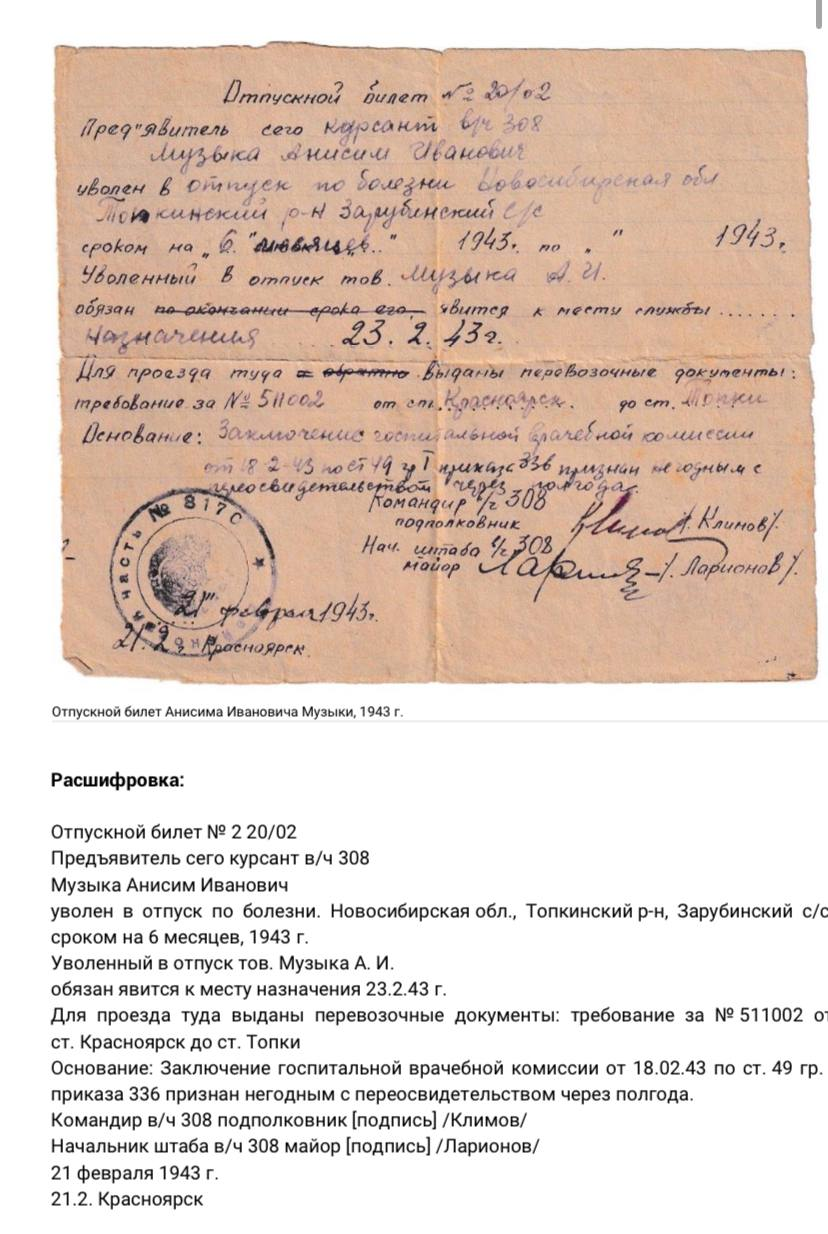 Отпускной билет № 20/02
Пред"явитель сего курсант в/ч 308
Музыка Анисим Иванович
уволен в отпуск по болезни Новосибирская обл
Топкинский р-н Зарубинский с/с
сроком на „ 6 " месяцев.." 1943г. по „ " 1943г.
Уволенный в отпуск тов. Музыка А. И.
обязан по окончании срока его явится к месту службы .......
Назначения ... 23. 2. 43г.
Для проезда туда и обратно выданы перевозочные документы:
требование за № 511002 от ст. Красноярск. до ст. Топки
Основание: Заключение госпитальной врачебной комиссии
от 18-2-43 по ст 49 гр I приказа 336 признан негодным с
переосвидетельством через полгода.
Командир в/ч 308
подполковник /А. Климов/.
Нач. штаба в/ч 308
майор /. Ларионов/.
№ 8170
часть
„21" февраля 1943г.
21. 2 г. Красноярск.
Отпускной билет Анисима Ивановича Музыки, 1943 г.
Расшифровка:
Отпускной билет № 2 20/02
Предъявитель сего курсант в/ч 308
Музыка Анисим Иванович
уволен в отпуск по болезни. Новосибирская обл., Топкинский р-н, Зарубинский с/с
сроком на 6 месяцев, 1943 г.
Уволенный в отпуск тов. Музыка А. И.
обязан явится к месту назначения 23.2.43 г.
Для проезда туда выданы перевозочные документы: требование за № 511002 от
ст. Красноярск до ст. Топки
Основание: Заключение госпитальной врачебной комиссии от 18.02.43 по ст. 49 гр.
приказа 336 признан негодным с переосвидетельством через полгода.
Командир в/ч 308 подполковник [подпись] /Климов/
Начальник штаба в/ч 308 майор [подпись] /Ларионов/
21 февраля 1943 г.
21.2. Красноярск